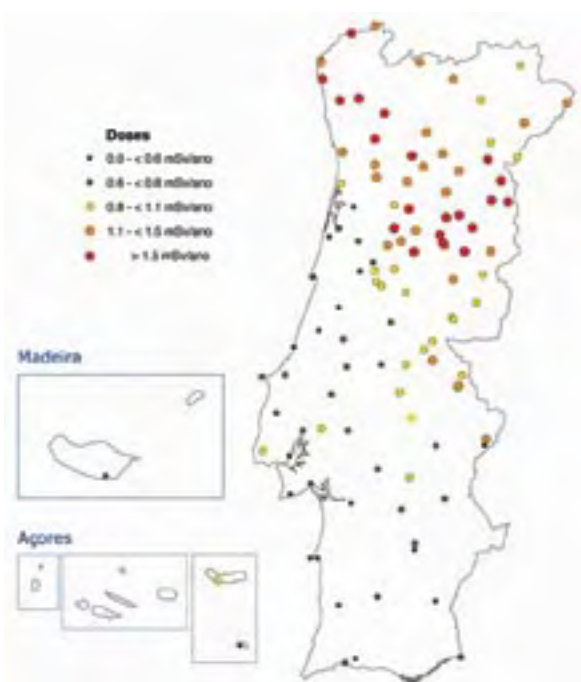 Doses
0.0 - < 0.6 mSv/ano
0.6 - < 0.8 mSv/ano
0.8 - < 1.1 mSv/ano
1.1 - < 1.5 mSv/ano
> 1.5 mSv/ano
Madeira
Açores